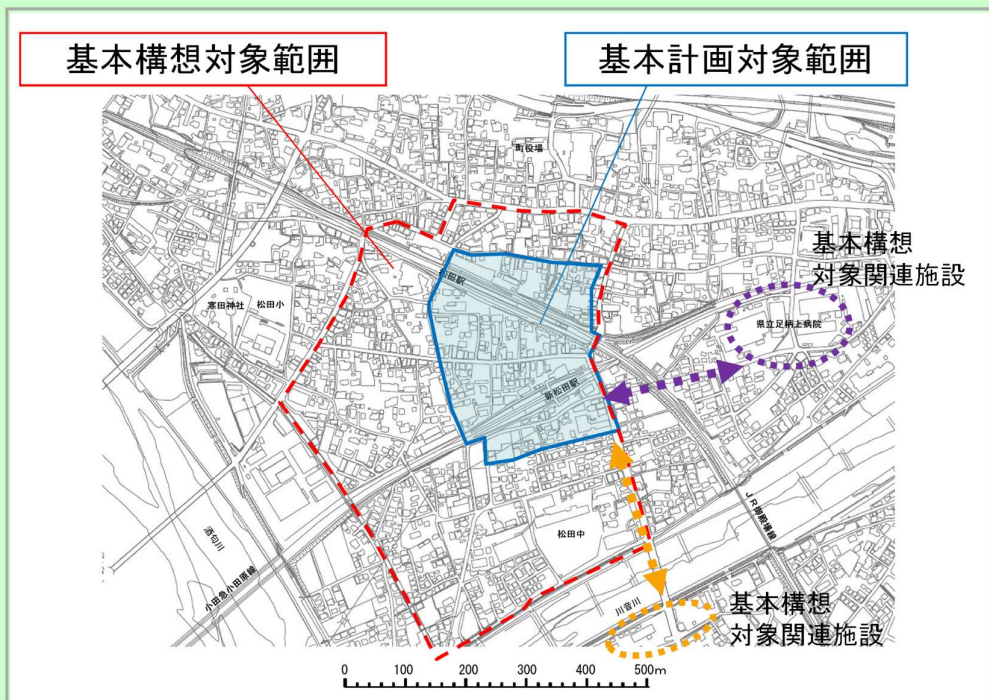 基本構想対象範囲
基本計画対象範囲
町役場
基本構想
対象関連施設
松田駅
寒田神社
松田小
県立足柄上病院
新松田駅
JR御殿場線
松田中
酒匂川
小田急小田原線
川音川
基本構想
対象関連施設
0 100 200 300 400 500m